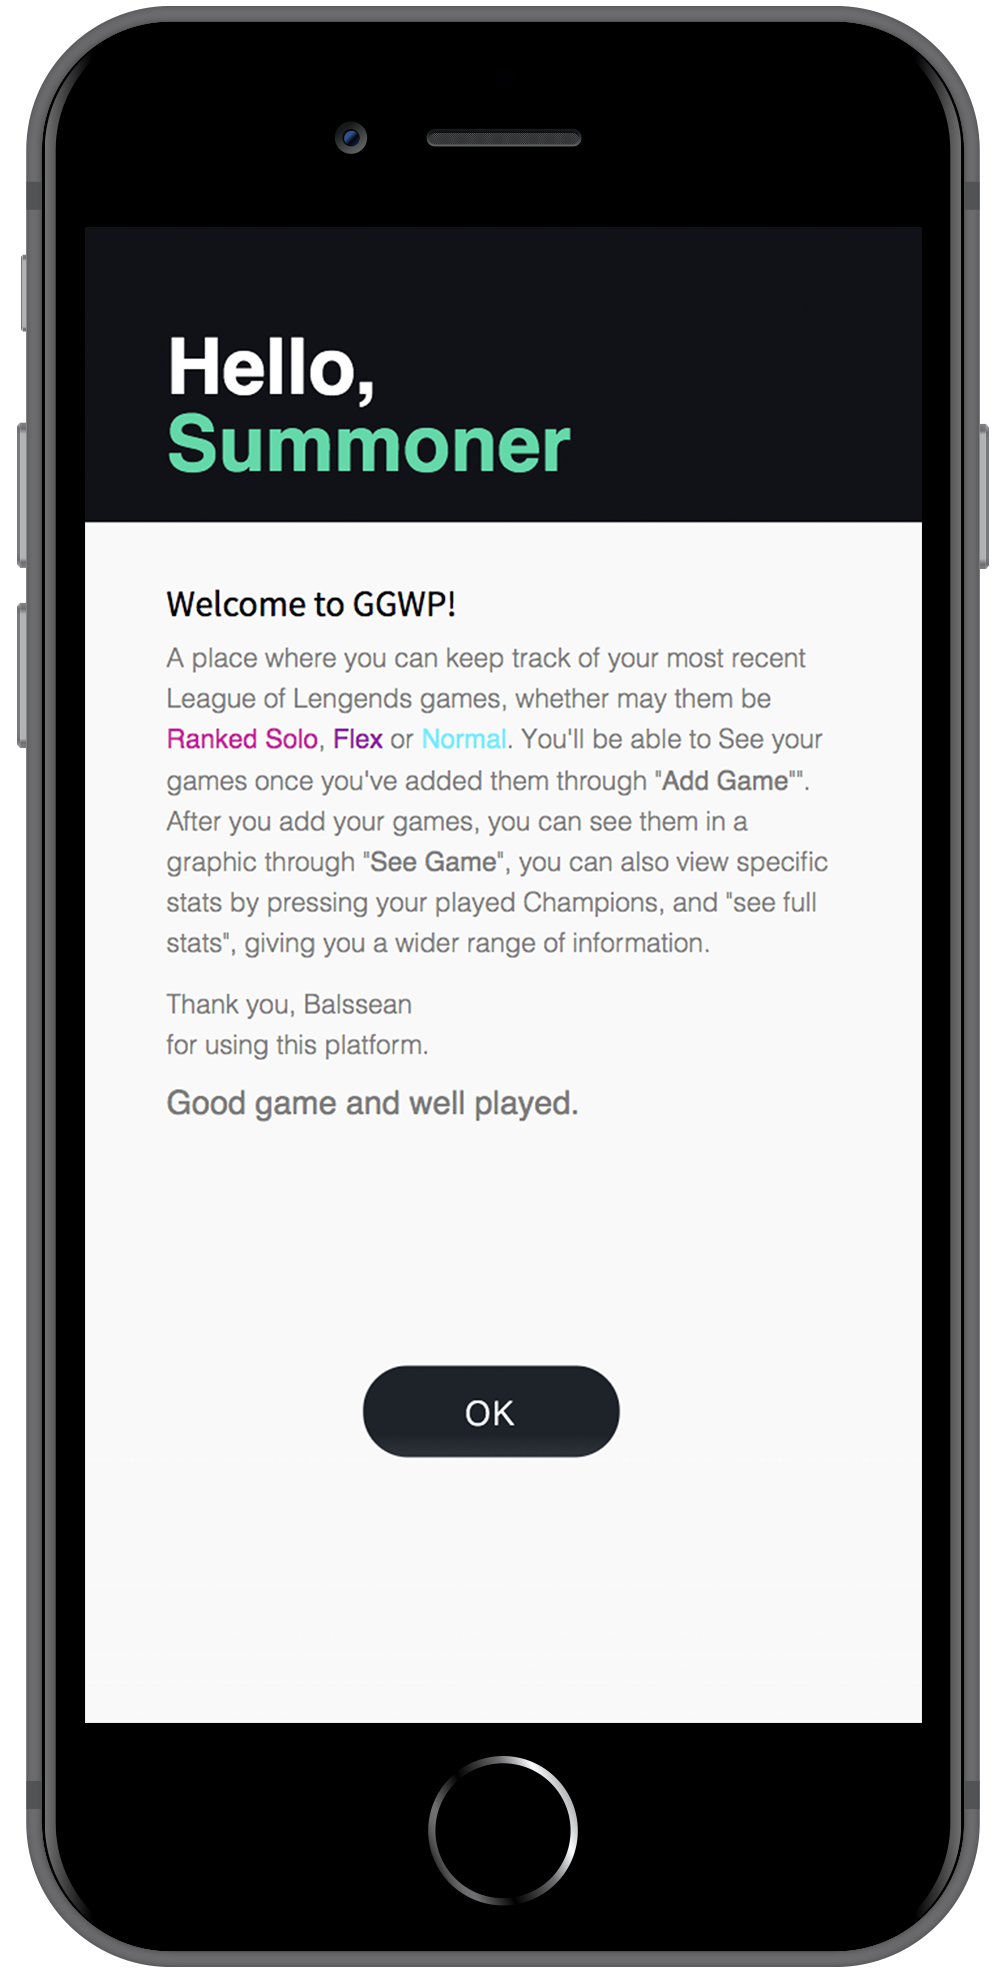 Hello,
Summoner
Welcome to GGWP!
A place where you can keep track of your most recent
League of Lengends games, whether may them be
Ranked Solo, Flex or Normal. You'll be able to See your
games once you've added them through "Add Game"".
After you add your games, you can see them in a
graphic through "See Game", you can also view specific
stats by pressing your played Champions, and "see full
stats", giving you a wider range of information.
Thank you, Balssean
for using this platform.
Good game and well played.
OK